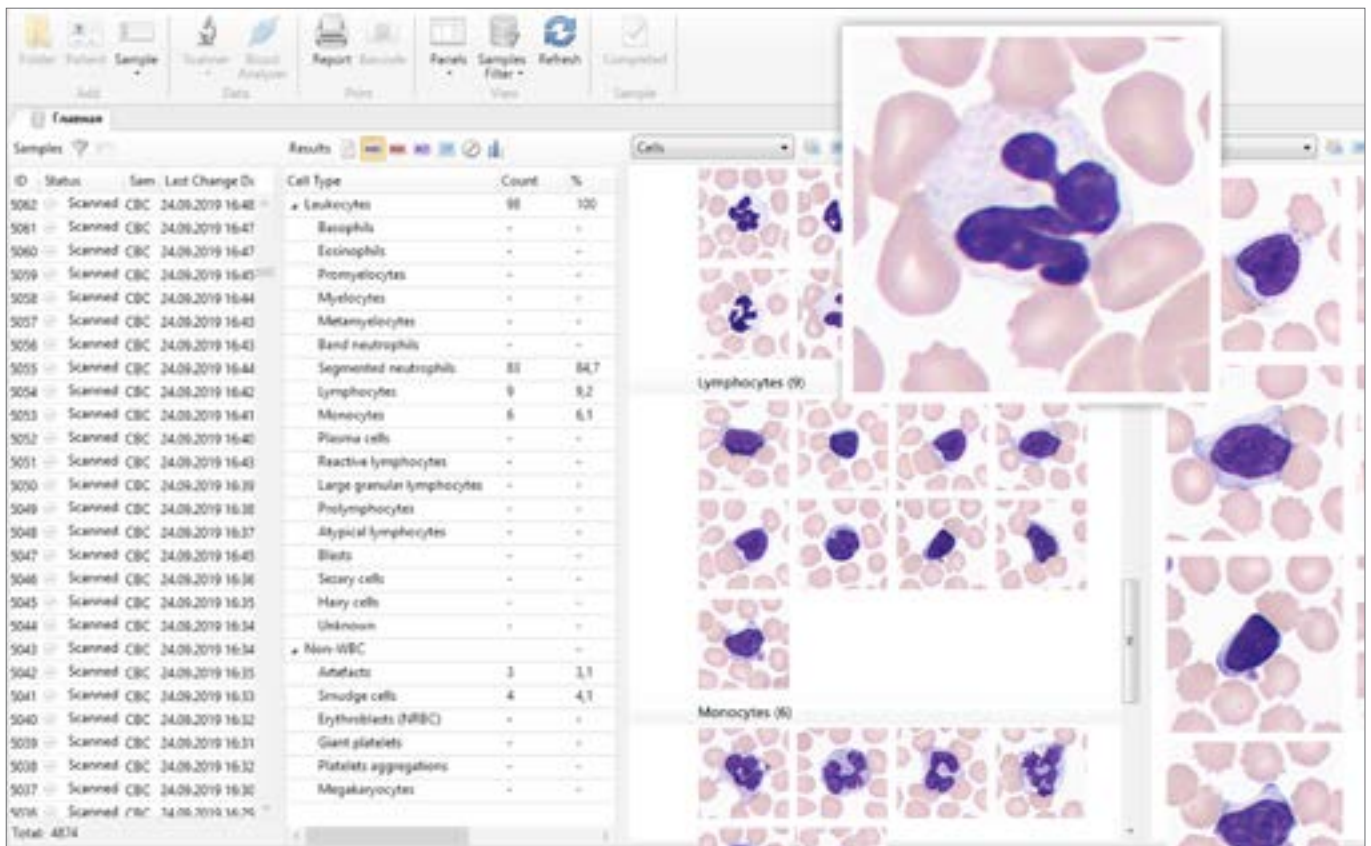 Folder Patient Sample Scanner Blood Analyzer Report Barcode Panels Samples Filter Refresh Completed
Add Data Print View Sample
Главная
Samples Results Cells
ID Status Sam Last Change Da Cell Type Count %
5062 Scanned CBC 24.09.2019 16:48 Leukocytes 98 100
5061 Scanned CBC 24.09.2019 16:47 Basophils - -
5060 Scanned CBC 24.09.2019 16:47 Eosinophils - -
5059 Scanned CBC 24.09.2019 16:45 Promyelocytes - -
5058 Scanned CBC 24.09.2019 16:44 Myelocytes - -
5057 Scanned CBC 24.09.2019 16:43 Metamyelocytes - -
5056 Scanned CBC 24.09.2019 16:43 Band neutrophils - -
5055 Scanned CBC 24.09.2019 16:44 Segmented neutrophils 83 84,7
5054 Scanned CBC 24.09.2019 16:42 Lymphocytes 9 9,2
5053 Scanned CBC 24.09.2019 16:41 Monocytes 6 6,1
5052 Scanned CBC 24.09.2019 16:40 Plasma cells - -
5051 Scanned CBC 24.09.2019 16:43 Reactive lymphocytes - -
5050 Scanned CBC 24.09.2019 16:39 Large granular lymphocytes - -
5049 Scanned CBC 24.09.2019 16:38 Prolymphocytes - -
5048 Scanned CBC 24.09.2019 16:37 Atypical lymphocytes - -
5047 Scanned CBC 24.09.2019 16:45 Blasts - -
5046 Scanned CBC 24.09.2019 16:36 Sezary cells - -
5045 Scanned CBC 24.09.2019 16:35 Hairy cells - -
5044 Scanned CBC 24.09.2019 16:34 Unknown - -
5043 Scanned CBC 24.09.2019 16:34 Non-WBC -
5042 Scanned CBC 24.09.2019 16:35 Artefacts 3 3,1
5041 Scanned CBC 24.09.2019 16:33 Smudge cells 4 4,1
5040 Scanned CBC 24.09.2019 16:32 Erythroblasts (NRBC) - -
5039 Scanned CBC 24.09.2019 16:31 Giant platelets - -
5038 Scanned CBC 24.09.2019 16:32 Platelets aggregations - -
5037 Scanned CBC 24.09.2019 16:30 Megakaryocytes - -
5036 Scanned CBC 24.09.2019 16:29
Total: 4874
Lymphocytes (9)
Monocytes (6)